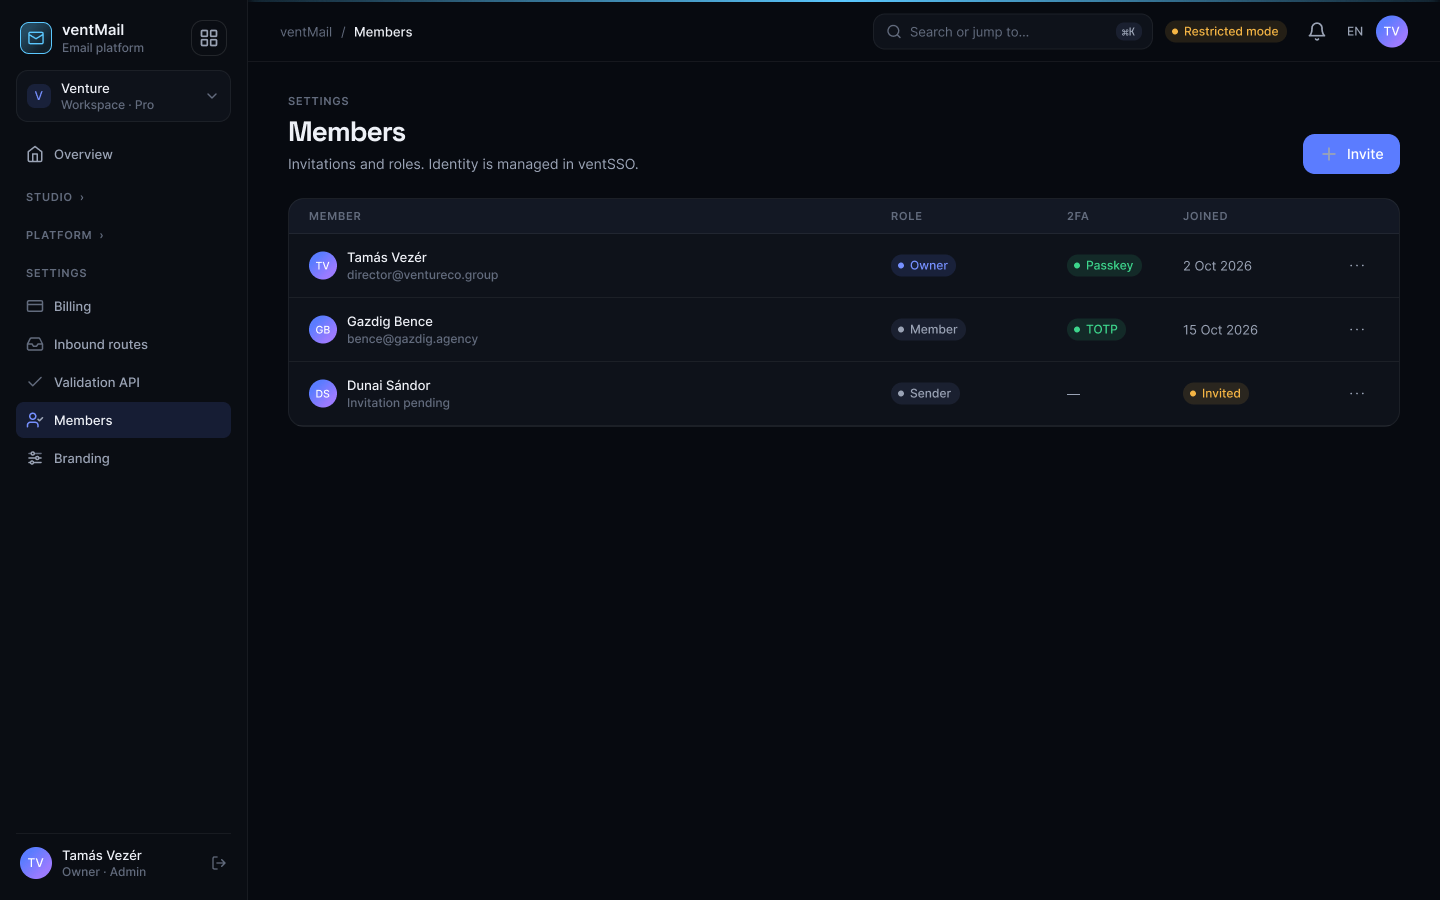 ventMail
Email platform
V
Venture
Workspace · Pro
Overview
STUDIO ›
PLATFORM ›
SETTINGS
Billing
Inbound routes
Validation API
Members
Branding
TV
Tamás Vezér
Owner · Admin
ventMail / Members
Search or jump to...
⌘K
Restricted mode
EN
TV
SETTINGS
Members
Invitations and roles. Identity is managed in ventSSO.
+ Invite
MEMBER ROLE 2FA JOINED
TV Tamás Vezér
director@ventureco.group
Owner Passkey 2 Oct 2026 ···
GB Gazdig Bence
bence@gazdig.agency
Member TOTP 15 Oct 2026 ···
DS Dunai Sándor
Invitation pending
Sender — Invited ···